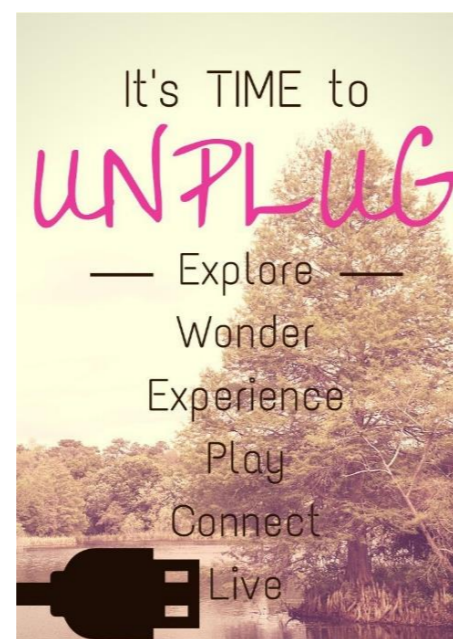 It's TIME to
UNPLUG
Explore
Wonder
Experience
Play
Connect
Live